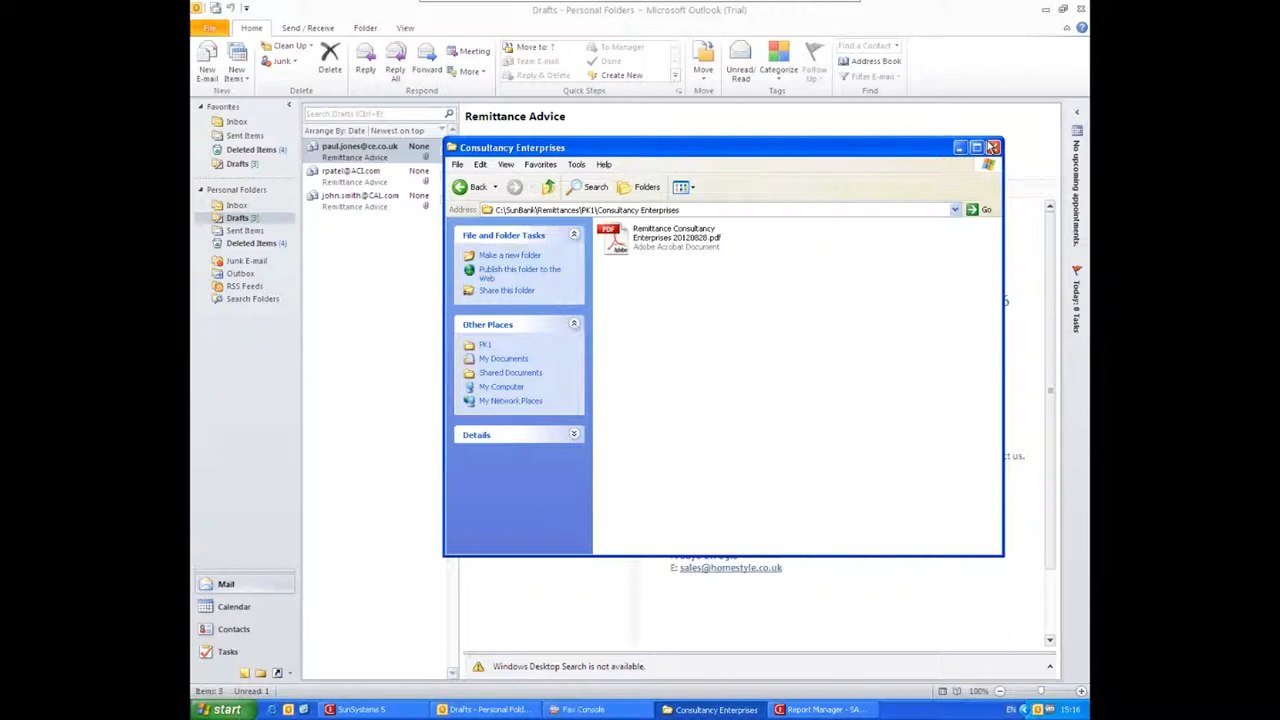 Drafts - Personal Folders - Microsoft Outlook (Trial)
File Home Send / Receive Folder View
New E-mail
New Items
Clean Up
Junk
Delete
Reply
Reply All
Forward
Meeting
More
Move to: ?
Team E-mail
Reply & Delete
To Manager
Done
Create New
Move
Unread/ Read
Categorize
Follow Up
Find a Contact
Address Book
Filter E-mail
New Delete Respond Quick Steps Move Tags Find
Favorites
Inbox
Sent Items
Deleted Items (4)
Drafts [3]
Personal Folders
Inbox
Drafts [3]
Sent Items
Deleted Items (4)
Junk E-mail
Outbox
RSS Feeds
Search Folders
Mail
Calendar
Contacts
Tasks
Search Drafts (Ctrl+E)
Arrange By: Date Newest on top
paul.jones@ce.co.uk None
Remittance Advice
rpatel@ACI.com None
Remittance Advice
john.smith@CAL.com None
Remittance Advice
Remittance Advice
Consultancy Enterprises
File Edit View Favorites Tools Help
Back Search Folders
Address C:\SunBank\Remittances\PK1\Consultancy Enterprises Go
File and Folder Tasks
Make a new folder
Publish this folder to the Web
Share this folder
Other Places
PK1
My Documents
Shared Documents
My Computer
My Network Places
Details
PDF
Adobe
Remittance Consultancy
Enterprises 20120828.pdf
Adobe Acrobat Document
ct us.
E: sales@homestyle.co.uk
Windows Desktop Search is not available.
No upcoming appointments.
Today: 0 Tasks
Items: 3 Unread: 1
100%
start
SunSystems 5
Drafts - Personal Fold...
Fax Console
Consultancy Enterprises
Report Manager - SA...
EN
15:16